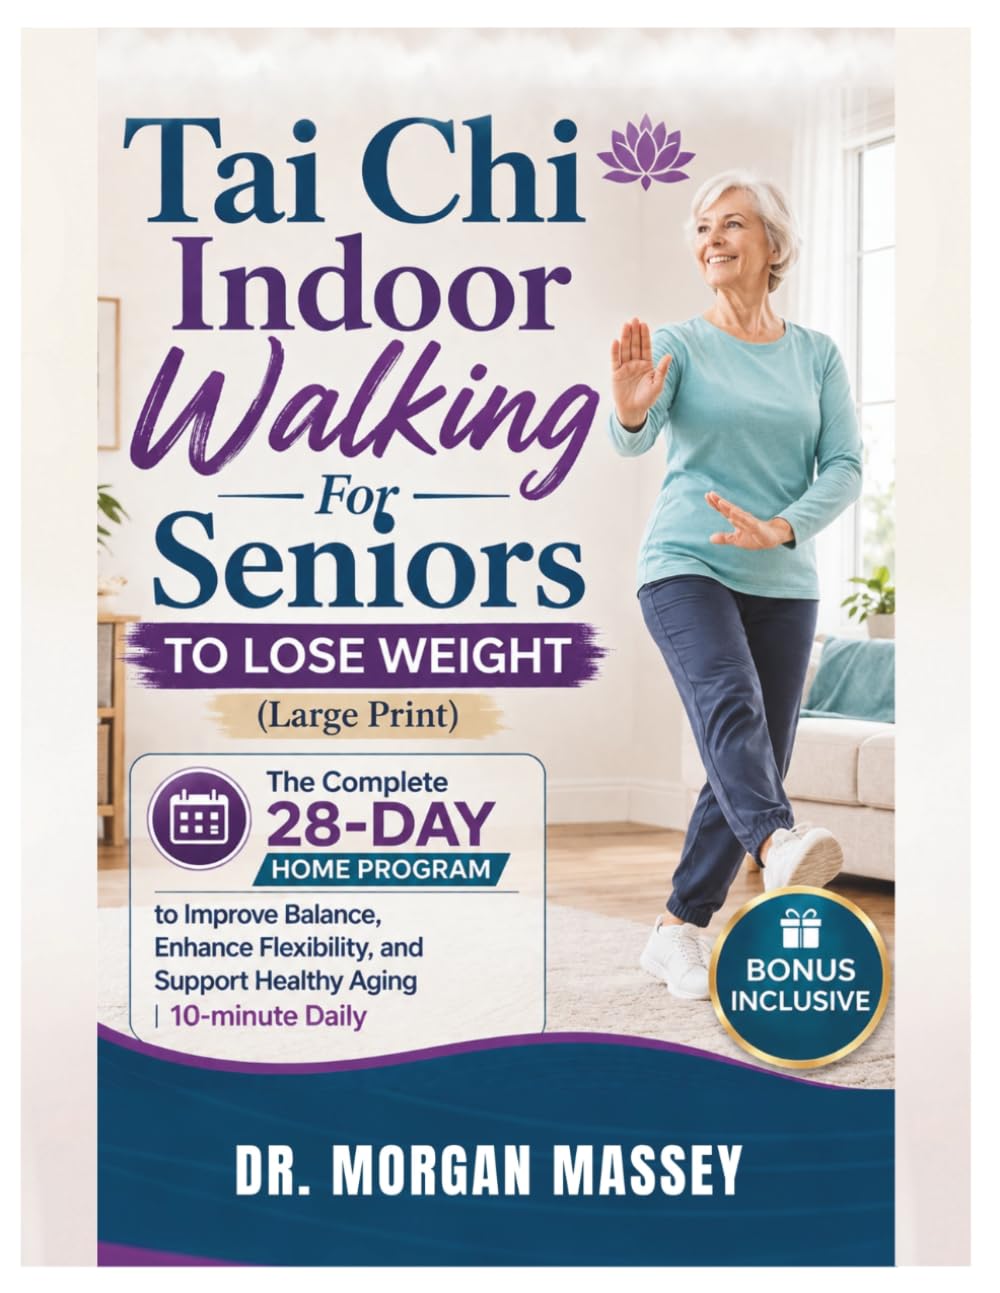 Tai Chi
Indoor
Walking
For
Seniors
TO LOSE WEIGHT
(Large Print)
The Complete
28-DAY
HOME PROGRAM
to Improve Balance,
Enhance Flexibility, and
Support Healthy Aging
| 10-minute Daily
BONUS
INCLUSIVE
DR. MORGAN MASSEY